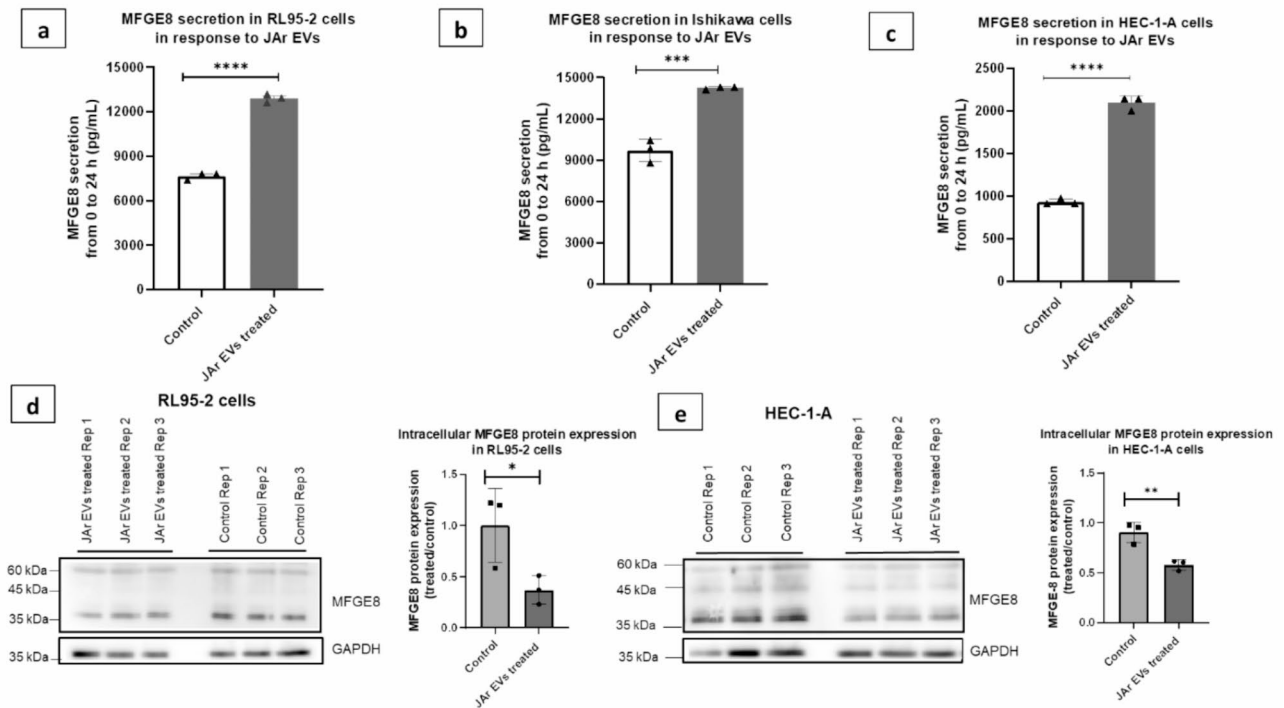 a
MFGE8 secretion in RL95-2 cells
in response to JAr EVs
MFGE8 secretion
from 0 to 24 h (pg/mL)
15000
12000
9000
6000
3000
0
****
Control
JAr EVs treated
b
MFGE8 secretion in Ishikawa cells
in response to JAr EVs
MFGE8 secretion
from 0 to 24 h (pg/mL)
15000
12000
9000
6000
3000
0
***
Control
JAr EVs treated
c
MFGE8 secretion in HEC-1-A cells
in response to JAr EVs
MFGE8 secretion
from 0 to 24 h (pg/mL)
2500
2000
1500
1000
500
0
****
Control
JAr EVs treated
d
RL95-2 cells
JAr EVs treated Rep 1
JAr EVs treated Rep 2
JAr EVs treated Rep 3
Control Rep 1
Control Rep 2
Control Rep 3
60 kDa
45 kDa
35 kDa
MFGE8
35 kDa
GAPDH
Intracellular MFGE8 protein expression
in RL95-2 cells
MFGE8 protein expression
(treated/control)
1.5
1.0
0.5
0.0
*
Control
JAr EVs treated
e
HEC-1-A
Control Rep 1
Control Rep 2
Control Rep 3
JAr EVs treated Rep 1
JAr EVs treated Rep 2
JAr EVs treated Rep 3
60 kDa
45 kDa
35 kDa
MFGE8
35 kDa
GAPDH
Intracellular MFGE8 protein expression
in HEC-1-A cells
MFGE-8 protein expression
(treated/control)
1.5
1.0
0.5
0.0
**
Control
JAr EVs treated